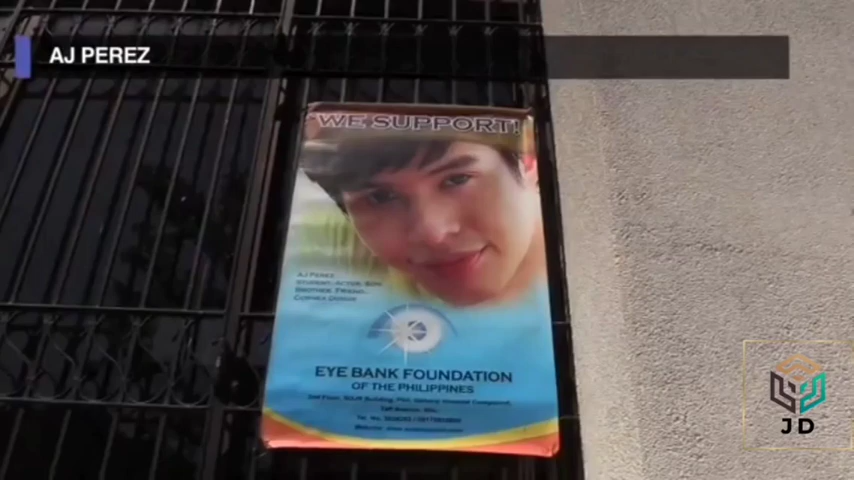 AJ PEREZ
"WE SUPPORT!
AJ PEREZ
STUDENT, ACTOR, SON
BROTHER, FRIEND...
CORNEA DONOR
EYE BANK FOUNDATION
OF THE PHILIPPINES
JD